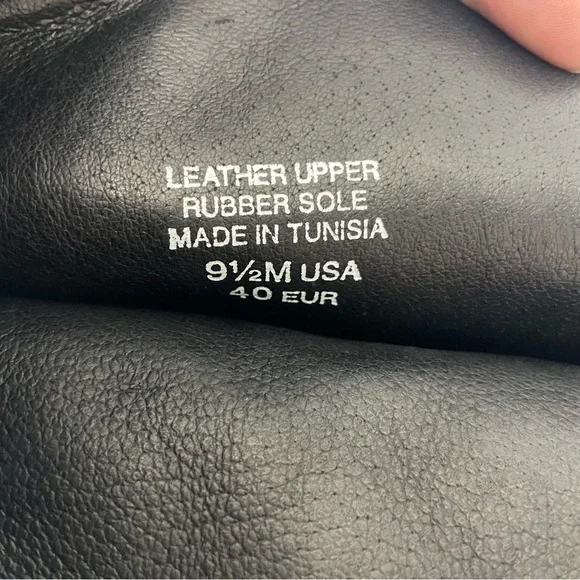 LEATHER UPPER
RUBBER SOLE
MADE IN TUNISIA
9½M USA
40 EUR